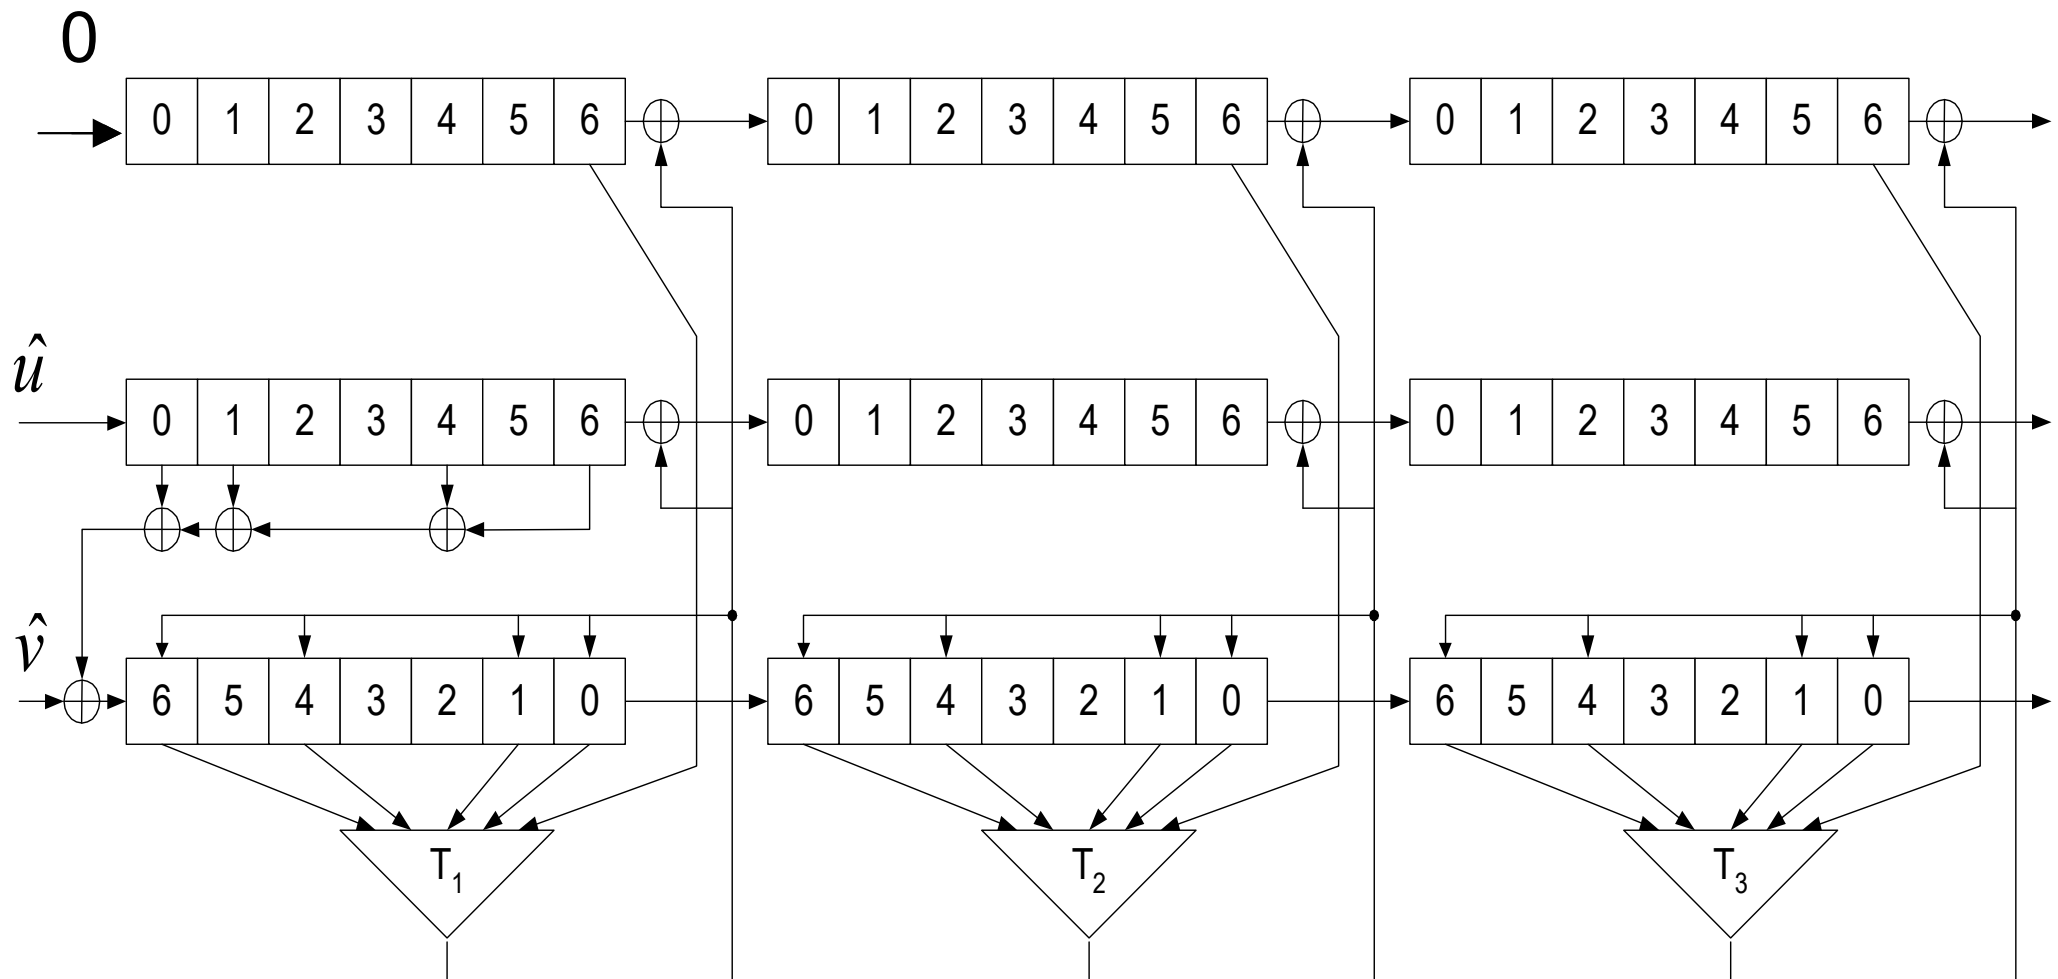 0
0 1 2 3 4 5 6 0 1 2 3 4 5 6 0 1 2 3 4 5 6
û
0 1 2 3 4 5 6 0 1 2 3 4 5 6 0 1 2 3 4 5 6
v̂
6 5 4 3 2 1 0 6 5 4 3 2 1 0 6 5 4 3 2 1 0
T₁ T₂ T₃